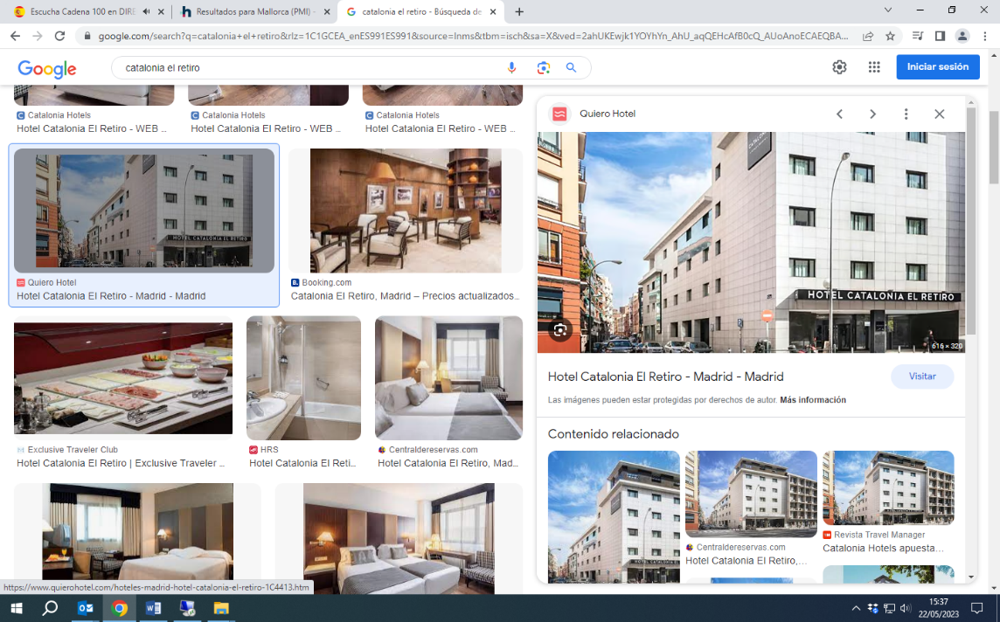 Escucha Cadena 100 en DIRE
Resultados para Mallorca (PMI) -
catalonia el retiro - Búsqueda de
google.com/search?q=catalonia+el+retiro&rlz=1C1GCEA_enES991ES991&source=lnms&tbm=isch&sa=X&ved=2ahUKEwjk1YOYhYn_AhU_aqQEHcAfB0cQ_AUoAnoECAEQBA...
Google
catalonia el retiro
Iniciar sesión
Catalonia Hotels
Hotel Catalonia El Retiro - WEB ...
Catalonia Hotels
Hotel Catalonia El Retiro - WEB ...
Catalonia Hotels
Hotel Catalonia El Retiro - WEB ...
HOTEL CATALONIA EL RETIRO
Quiero Hotel
Hotel Catalonia El Retiro - Madrid - Madrid
Booking.com
Catalonia El Retiro, Madrid – Precios actualizados...
Exclusive Traveler Club
Hotel Catalonia El Retiro | Exclusive Traveler ...
HRS
Hotel Catalonia El Reti...
Centraldereservas.com
Hotel Catalonia El Retiro, Mad...
https://www.quierohotel.com/hoteles-madrid-hotel-catalonia-el-retiro-1C4413.htm
Quiero Hotel
CATALONIA
HOTEL CATALONIA EL RETIRO
616 × 320
Hotel Catalonia El Retiro - Madrid - Madrid
Visitar
Las imágenes pueden estar protegidas por derechos de autor. Más información
Contenido relacionado
Centraldereservas.com
Hotel Catalonia El Retiro,...
Revista Travel Manager
Catalonia Hotels apuesta...
15:37
22/05/2023